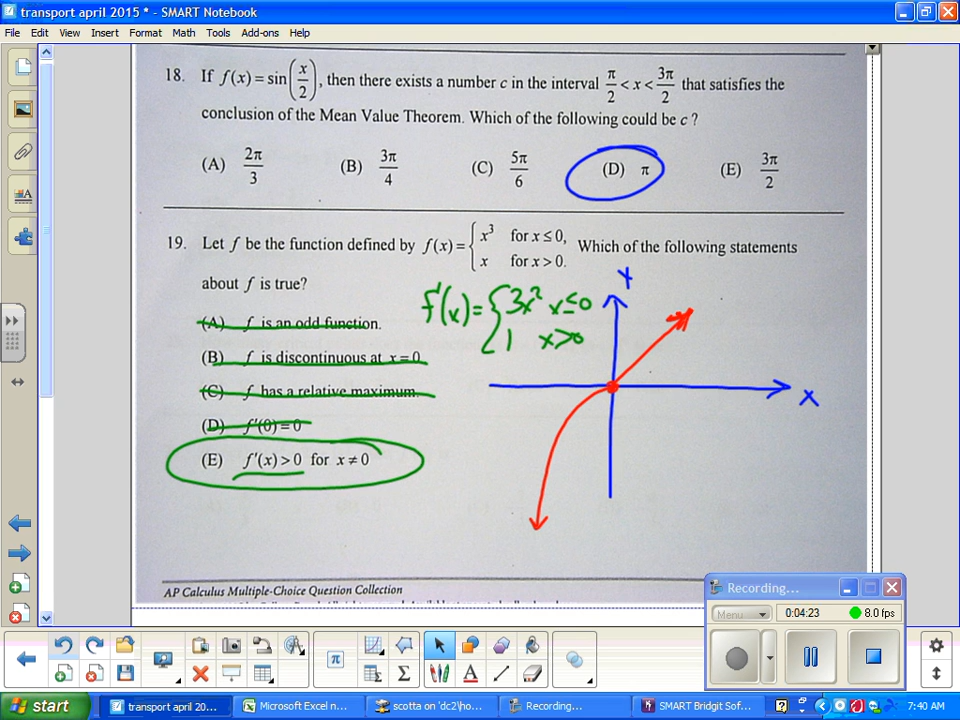 transport april 2015 * - SMART Notebook
File Edit View Insert Format Math Tools Add-ons Help
18. If f(x) = sin(x/2), then there exists a number c in the interval π/2 < x < 3π/2 that satisfies the
conclusion of the Mean Value Theorem. Which of the following could be c ?
(A) 2π/3 (B) 3π/4 (C) 5π/6 (D) π (E) 3π/2
19. Let f be the function defined by f(x) = { x³ for x ≤ 0, x for x > 0. Which of the following statements
about f is true?
f'(x) = { 3x² x≤0
1 x>0
Y
X
(A) f is an odd function.
(B) f is discontinuous at x = 0
(C) f has a relative maximum.
(D) f'(0) = 0
(E) f'(x) > 0 for x ≠ 0
AP Calculus Multiple-Choice Question Collection
Recording...
Menu 0:04:23 8.0 fps
start transport april 20... Microsoft Excel n... scotta on 'dc2\ho... Recording... SMART Bridgit Sof... 7:40 AM